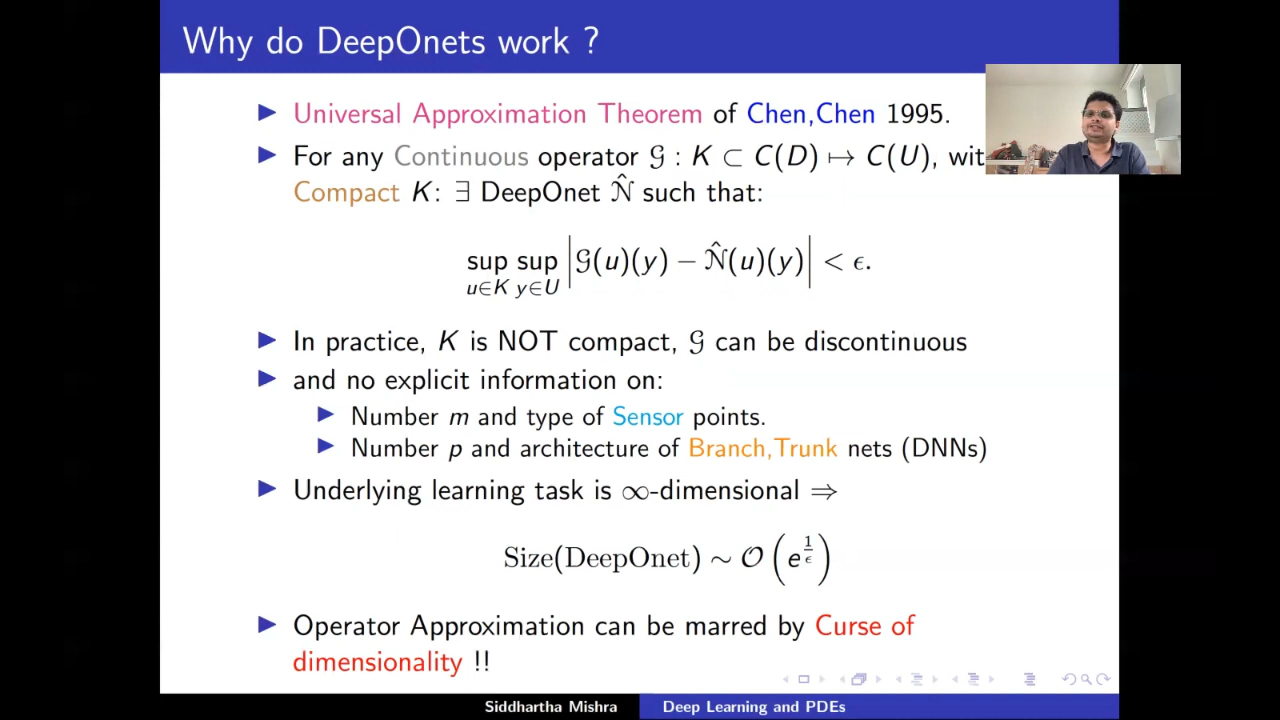 Why do DeepOnets work ?
▶ Universal Approximation Theorem of Chen,Chen 1995.
▶ For any Continuous operator 𝒢 : K ⊂ C(D) ↦ C(U), wit
Compact K: ∃ DeepOnet 𝒩̂ such that:
sup sup |𝒢(u)(y) − 𝒩̂(u)(y)| < ϵ.
u∈K y∈U
▶ In practice, K is NOT compact, 𝒢 can be discontinuous
▶ and no explicit information on:
▶ Number m and type of Sensor points.
▶ Number p and architecture of Branch,Trunk nets (DNNs)
▶ Underlying learning task is ∞-dimensional ⇒
Size(DeepOnet) ∼ 𝒪(e^{1/ϵ})
▶ Operator Approximation can be marred by Curse of
dimensionality !!
Siddhartha Mishra Deep Learning and PDEs